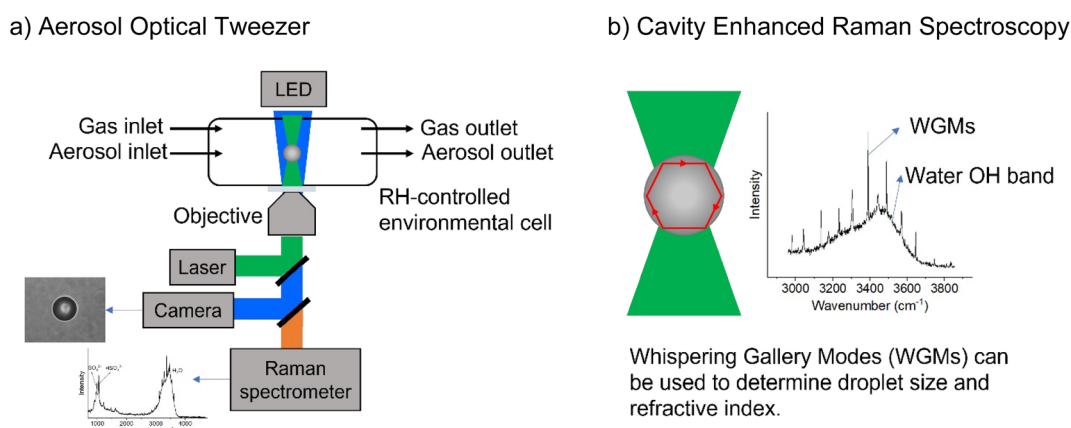 a) Aerosol Optical Tweezer
LED
Gas inlet
Aerosol inlet
Gas outlet
Aerosol outlet
RH-controlled
environmental cell
Objective
Laser
Camera
Raman
spectrometer
Intensity
H₂O
1000 2000 3000 4000
b) Cavity Enhanced Raman Spectroscopy
WGMs
Water OH band
Intensity
3000 3200 3400 3600 3800
Wavenumber (cm⁻¹)
Whispering Gallery Modes (WGMs) can
be used to determine droplet size and
refractive index.